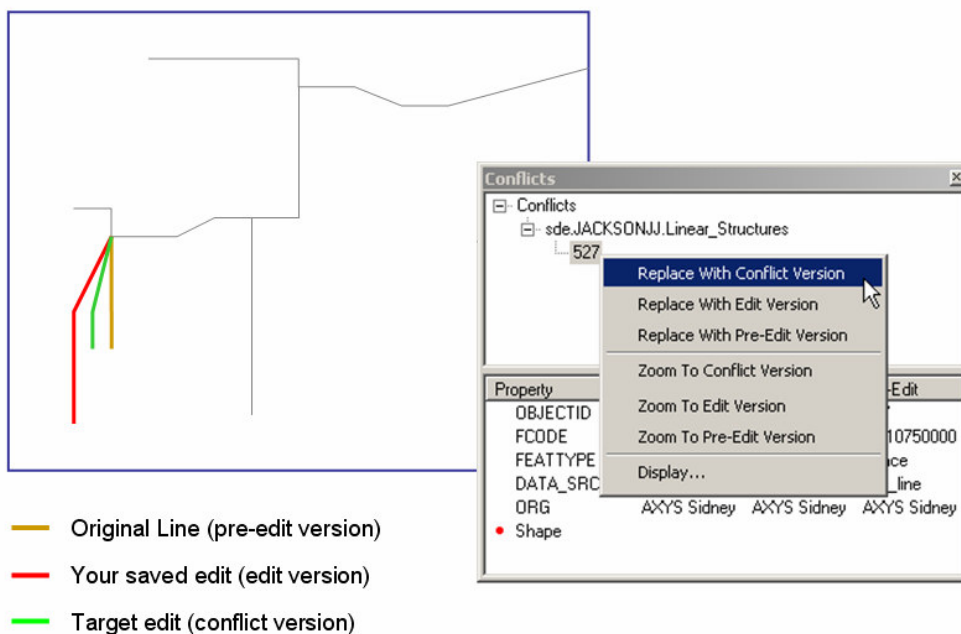 Conflicts
Conflicts
sde.JACKSONJJ.Linear_Structures
527
Replace With Conflict Version
Replace With Edit Version
Replace With Pre-Edit Version
Zoom To Conflict Version
Zoom To Edit Version
Zoom To Pre-Edit Version
Display...
Property -Edit
OBJECTID
FCODE 10750000
FEATTYPE
DATA_SRC _line
ORG AXYS Sidney AXYS Sidney AXYS Sidney
Shape
Original Line (pre-edit version)
Your saved edit (edit version)
Target edit (conflict version)